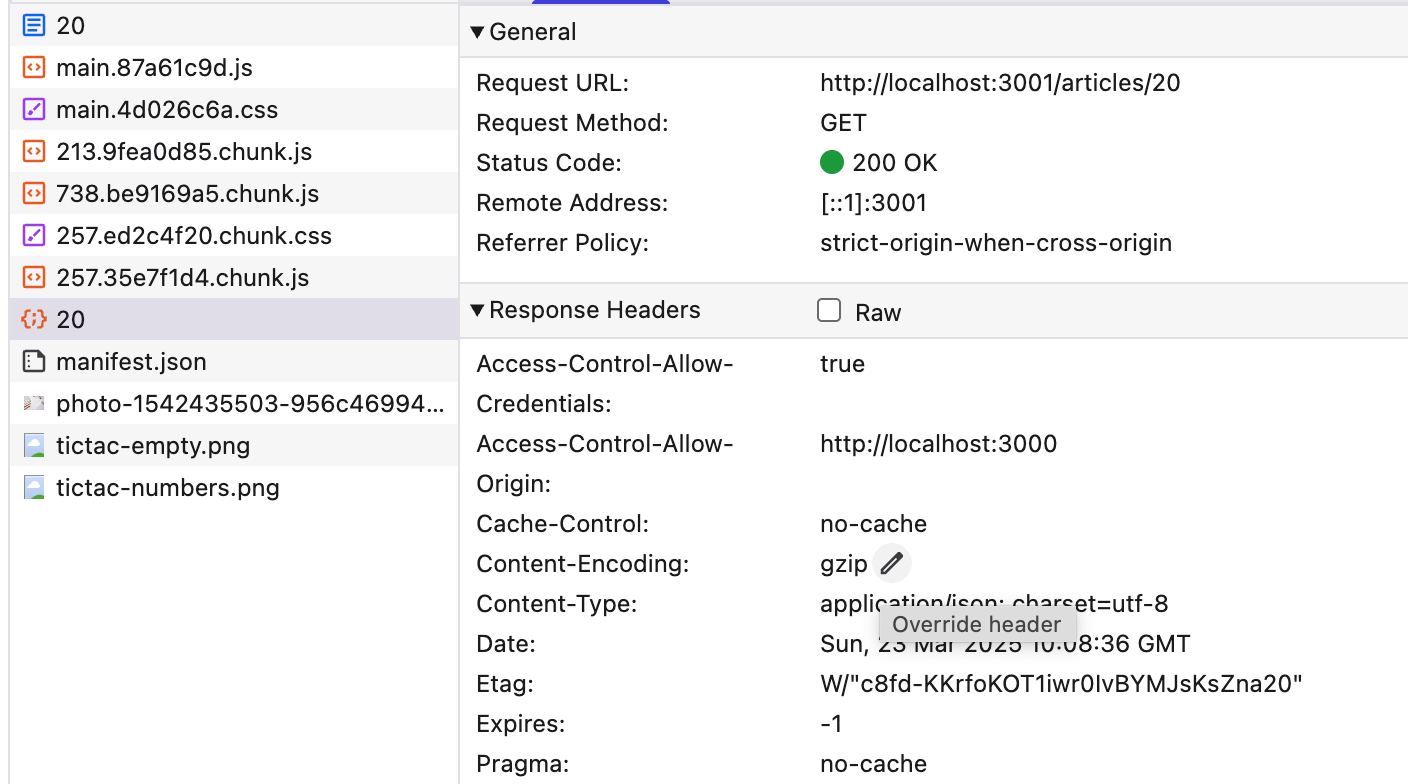 20
main.87a61c9d.js
main.4d026c6a.css
213.9fea0d85.chunk.js
738.be9169a5.chunk.js
257.ed2c4f20.chunk.css
257.35e7f1d4.chunk.js
20
manifest.json
photo-1542435503-956c46994...
tictac-empty.png
tictac-numbers.png
General
Request URL: http://localhost:3001/articles/20
Request Method: GET
Status Code: 200 OK
Remote Address: [::1]:3001
Referrer Policy: strict-origin-when-cross-origin
Response Headers Raw
Access-Control-Allow- true
Credentials:
Access-Control-Allow- http://localhost:3000
Origin:
Cache-Control: no-cache
Content-Encoding: gzip
Content-Type: application/json; charset=utf-8
Override header
Date: Sun, 23 Mar 2025 10:08:36 GMT
Etag: W/"c8fd-KKrfoKOT1iwr0IvBYMJsKsZna20"
Expires: -1
Pragma: no-cache